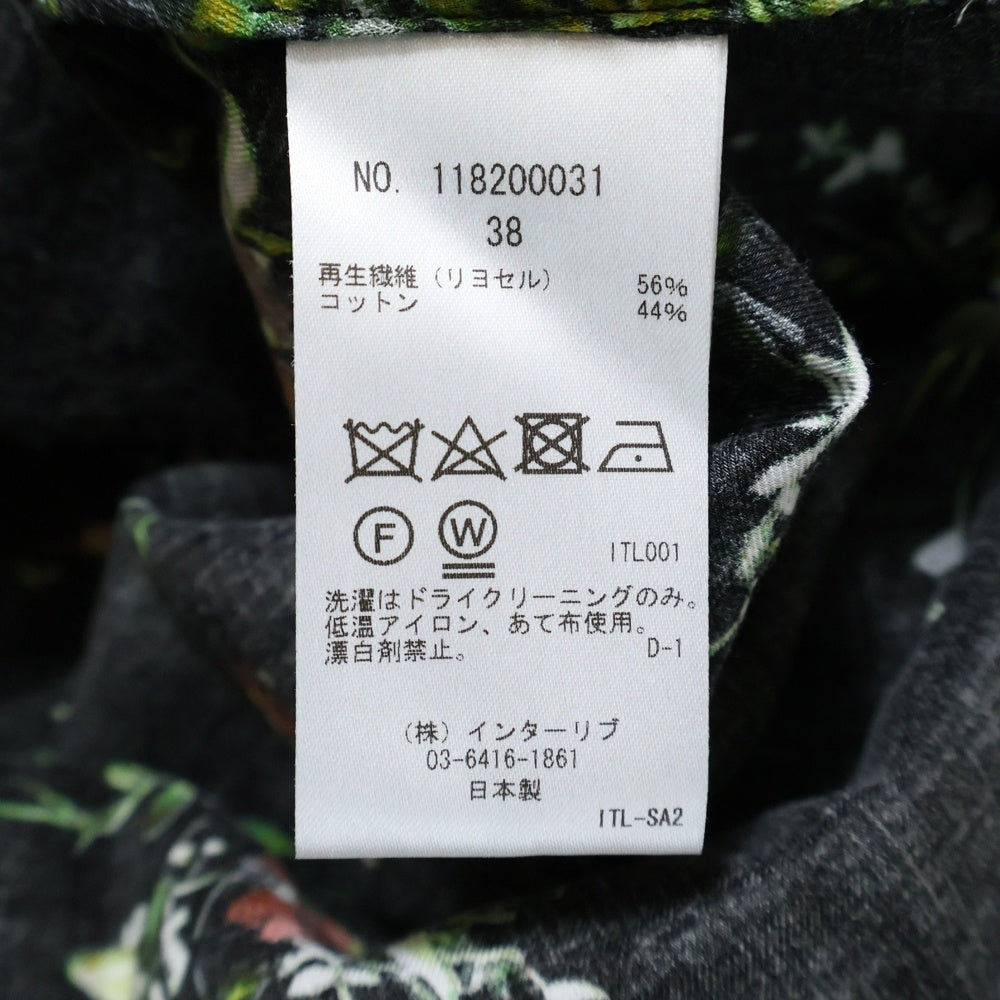 NO. 118200031
38
再生繊維（リヨセル） 56%
コットン 44%
F W ITL001
洗濯はドライクリーニングのみ。
低温アイロン、あて布使用。
漂白剤禁止。 D-1
（株）インターリブ
03-6416-1861
日本製
ITL-SA2